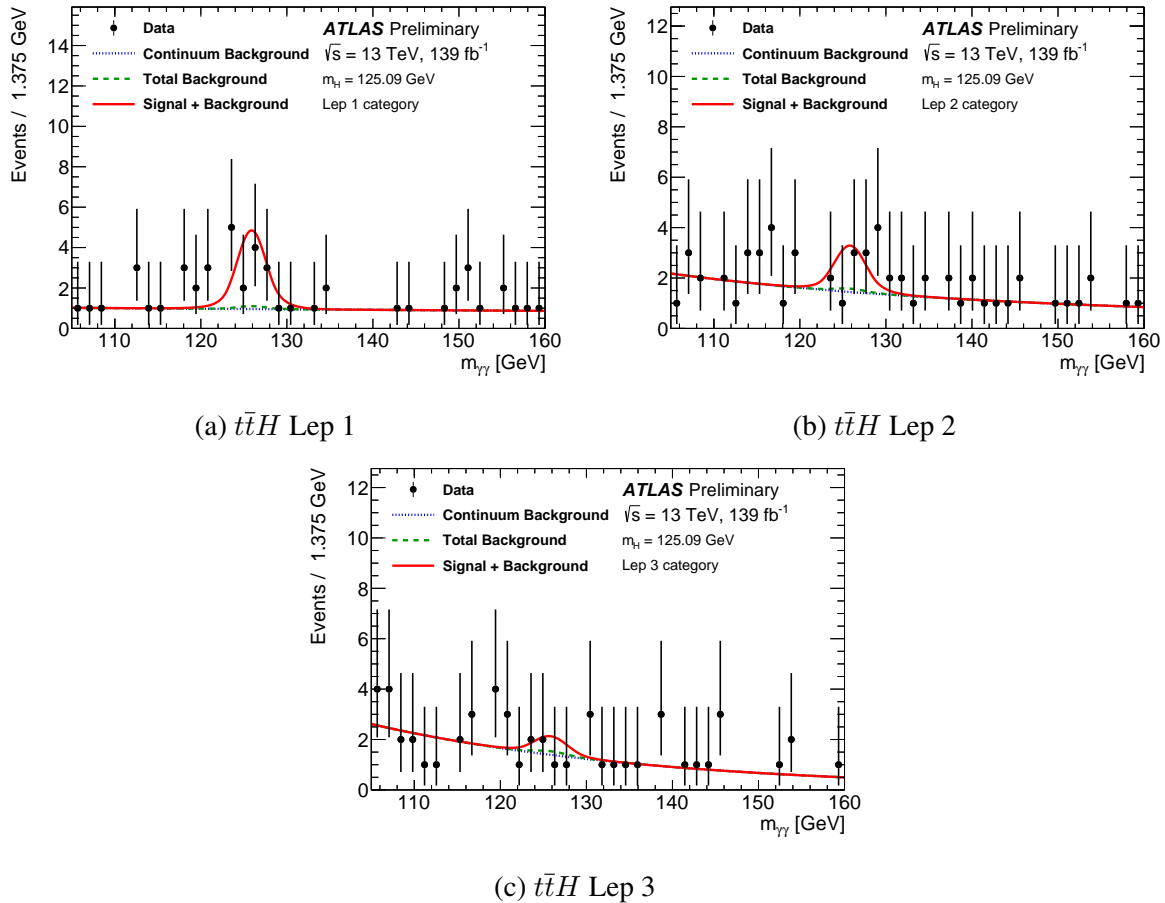 Events / 1.375 GeV
14
12
10
8
6
4
2
0
Data
Continuum Background
Total Background
Signal + Background
ATLAS Preliminary
√s = 13 TeV, 139 fb⁻¹
m_H = 125.09 GeV
Lep 1 category
110 120 130 140 150 160
m_γγ [GeV]
(a) tt̄H Lep 1
Events / 1.375 GeV
12
10
8
6
4
2
0
Data
Continuum Background
Total Background
Signal + Background
ATLAS Preliminary
√s = 13 TeV, 139 fb⁻¹
m_H = 125.09 GeV
Lep 2 category
110 120 130 140 150 160
m_γγ [GeV]
(b) tt̄H Lep 2
Events / 1.375 GeV
12
10
8
6
4
2
0
Data
Continuum Background
Total Background
Signal + Background
ATLAS Preliminary
√s = 13 TeV, 139 fb⁻¹
m_H = 125.09 GeV
Lep 3 category
110 120 130 140 150 160
m_γγ [GeV]
(c) tt̄H Lep 3